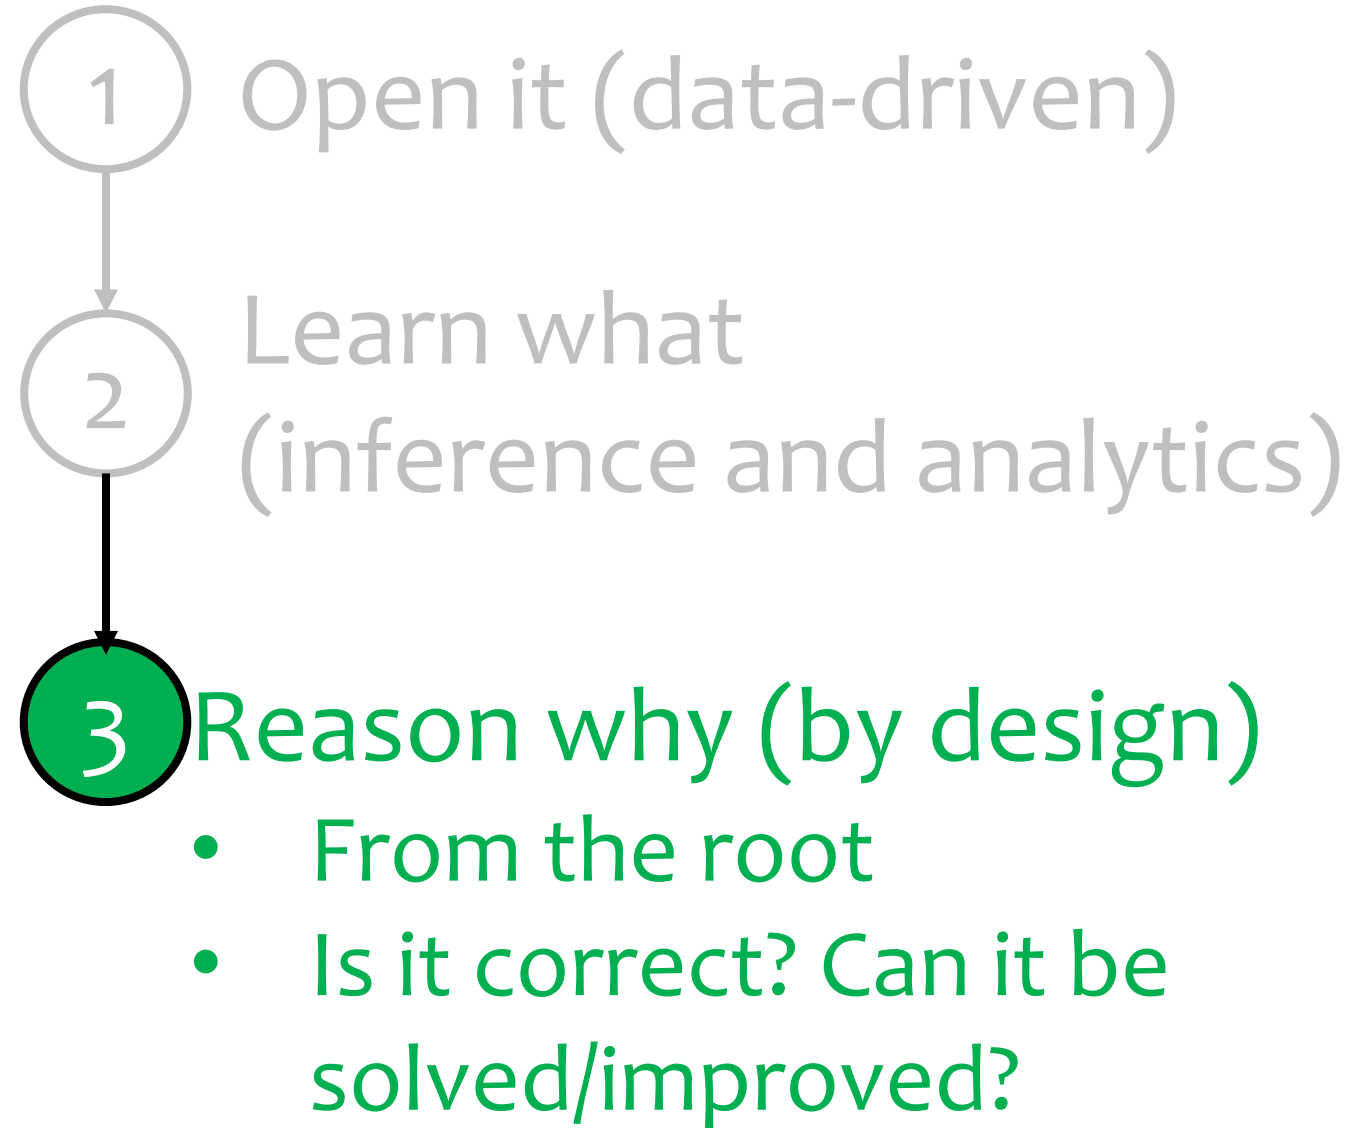 1 Open it (data-driven)
Learn what
2 (inference and analytics)
3 Reason why (by design)
• From the root
• Is it correct? Can it be
solved/improved?